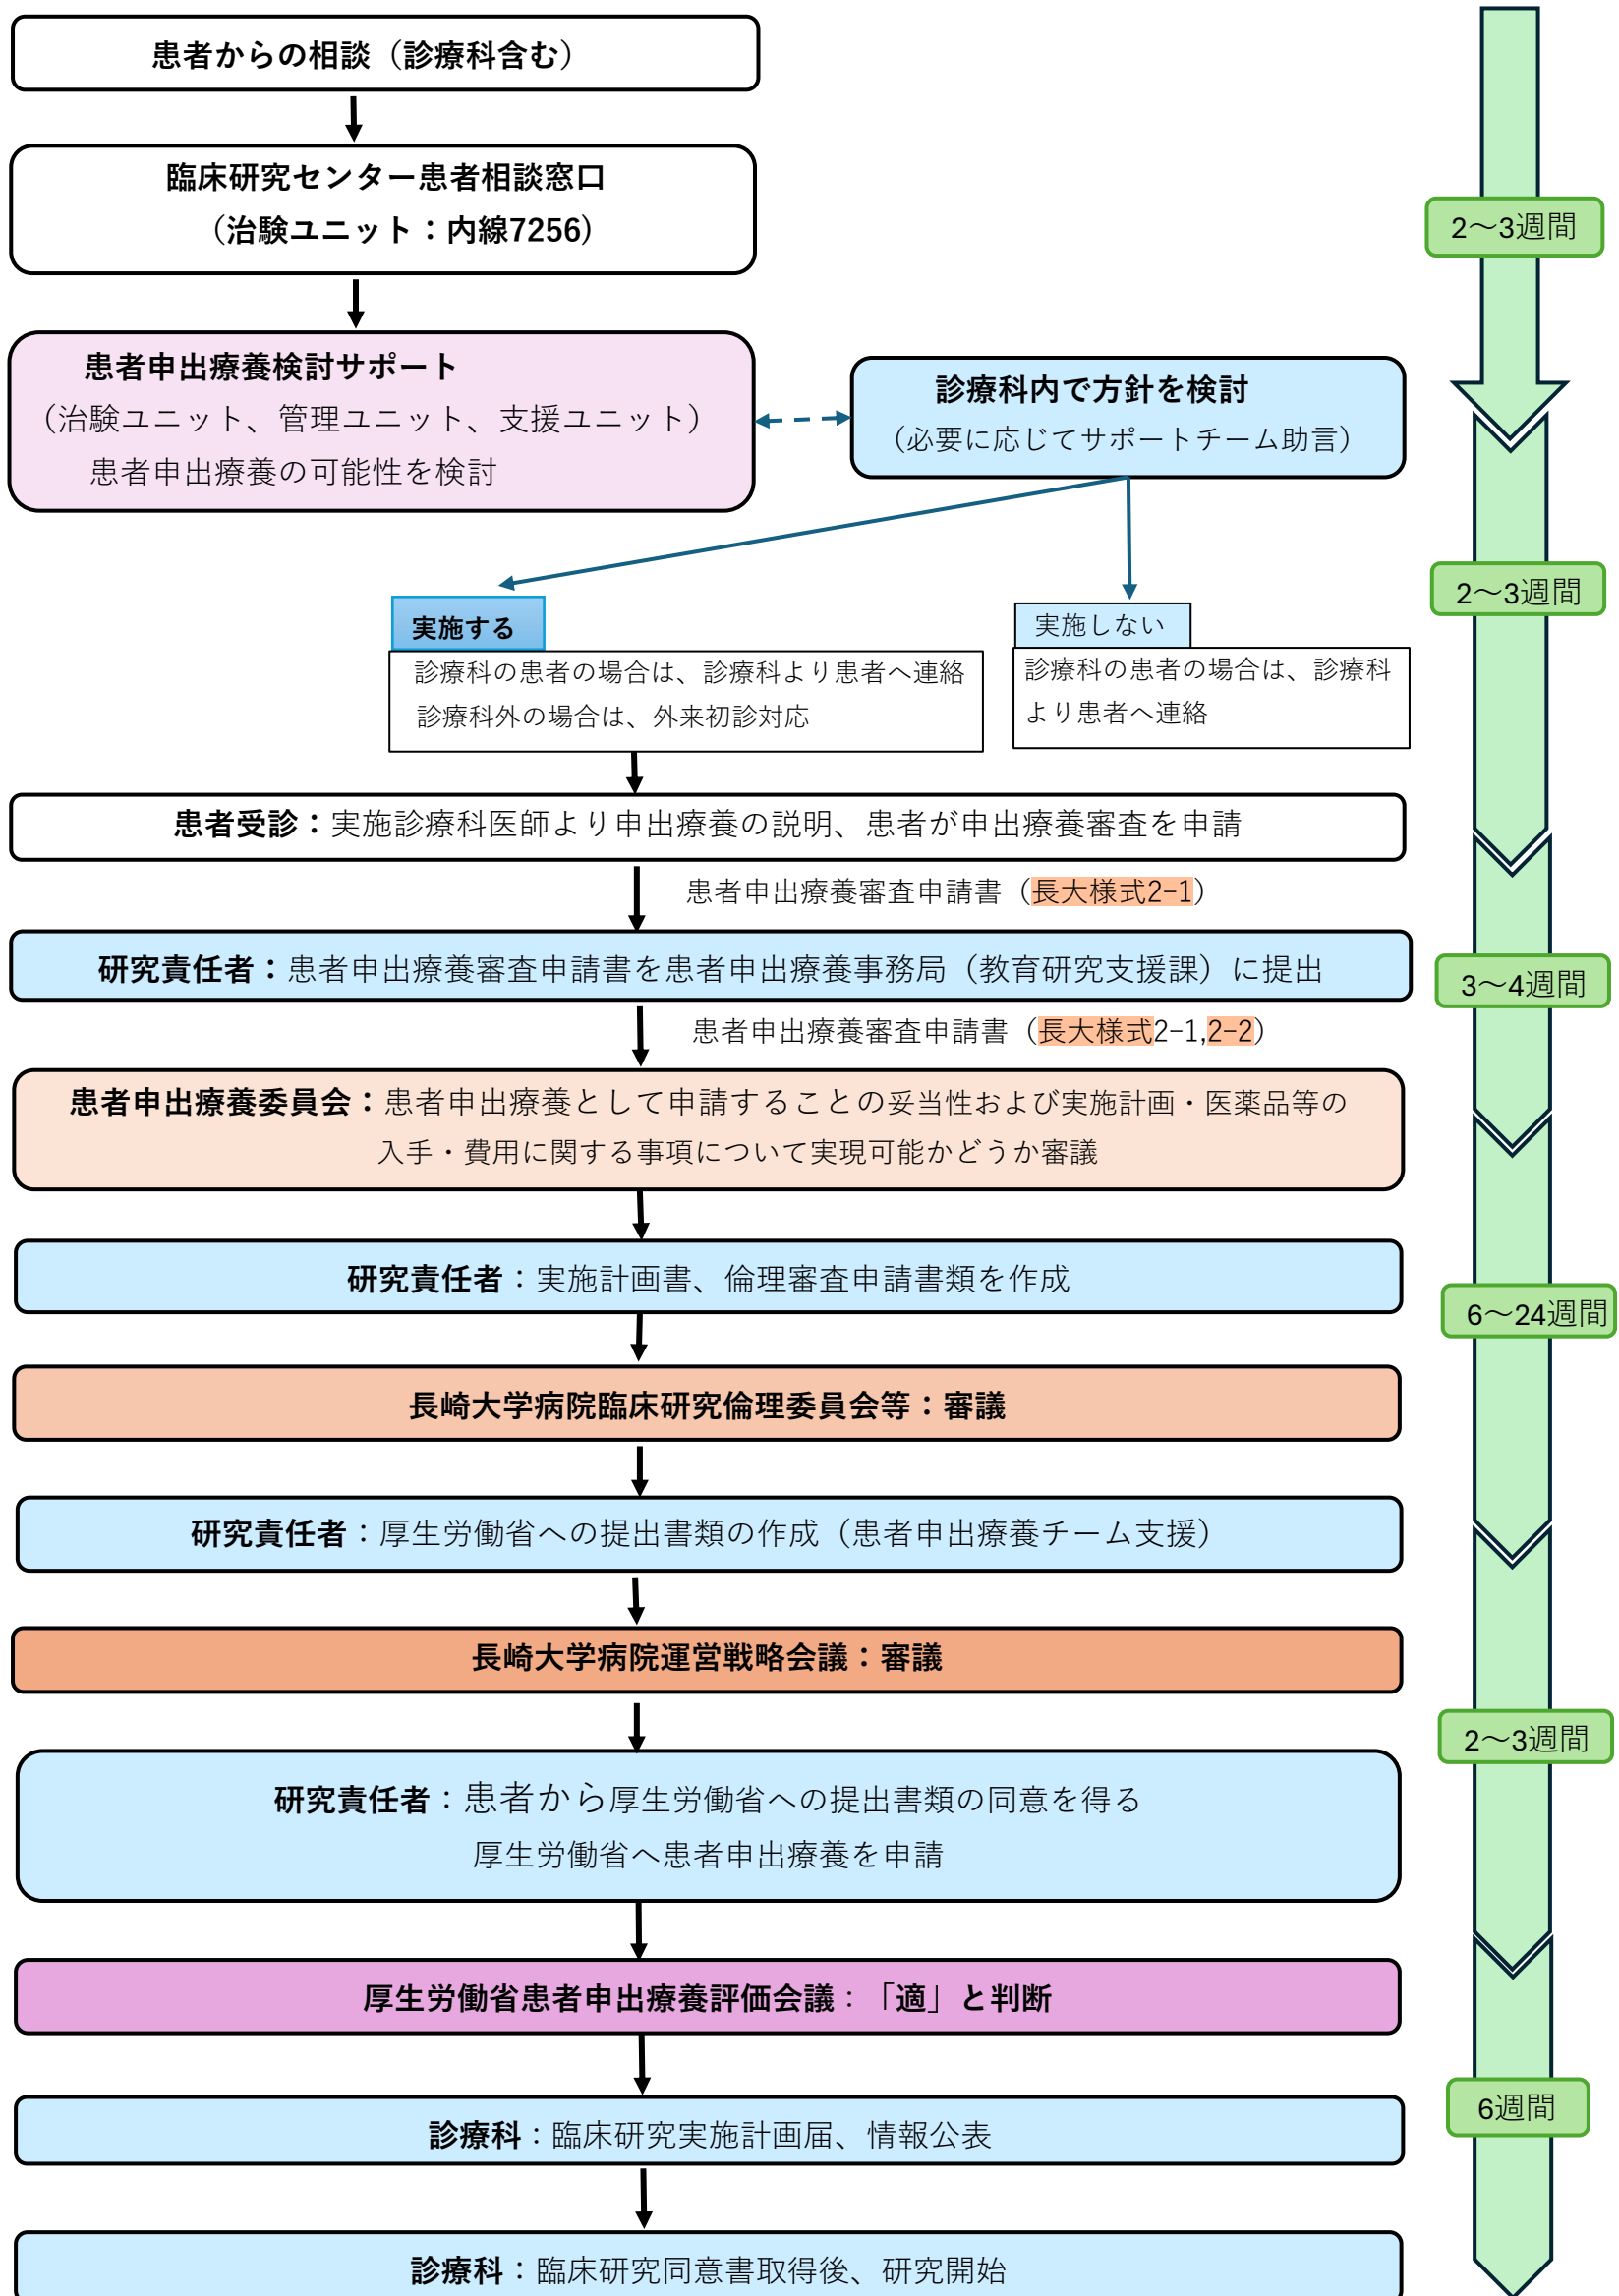 患者からの相談（診療科含む）
臨床研究センター患者相談窓口
（治験ユニット：内線7256）
2～3週間
患者申出療養検討サポート
（治験ユニット、管理ユニット、支援ユニット）
患者申出療養の可能性を検討
診療科内で方針を検討
（必要に応じてサポートチーム助言）
2～3週間
実施する
診療科の患者の場合は、診療科より患者へ連絡
診療科外の場合は、外来初診対応
実施しない
診療科の患者の場合は、診療科
より患者へ連絡
患者受診：実施診療科医師より申出療養の説明、患者が申出療養審査を申請
患者申出療養審査申請書（長大様式2-1）
研究責任者：患者申出療養審査申請書を患者申出療養事務局（教育研究支援課）に提出
3～4週間
患者申出療養審査申請書（長大様式2-1,2-2）
患者申出療養委員会：患者申出療養として申請することの妥当性および実施計画・医薬品等の
入手・費用に関する事項について実現可能かどうか審議
研究責任者：実施計画書、倫理審査申請書類を作成
6～24週間
長崎大学病院臨床研究倫理委員会等：審議
研究責任者：厚生労働省への提出書類の作成（患者申出療養チーム支援）
長崎大学病院運営戦略会議：審議
2～3週間
研究責任者：患者から厚生労働省への提出書類の同意を得る
厚生労働省へ患者申出療養を申請
厚生労働省患者申出療養評価会議：「適」と判断
6週間
診療科：臨床研究実施計画届、情報公表
診療科：臨床研究同意書取得後、研究開始